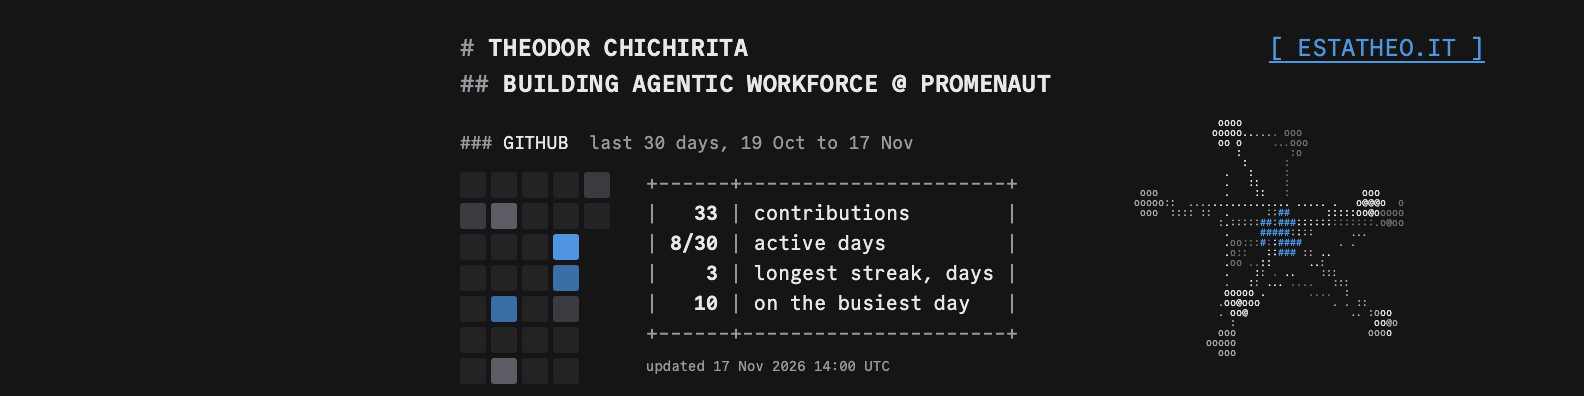 # THEODOR CHICHIRITA
[ ESTATHEO.IT ]
## BUILDING AGENTIC WORKFORCE @ PROMENAUT
### GITHUB last 30 days, 19 Oct to 17 Nov
+------+-----------------------+
| 33 | contributions |
| 8/30 | active days |
| 3 | longest streak, days |
| 10 | on the busiest day |
+------+-----------------------+
updated 17 Nov 2026 14:00 UTC